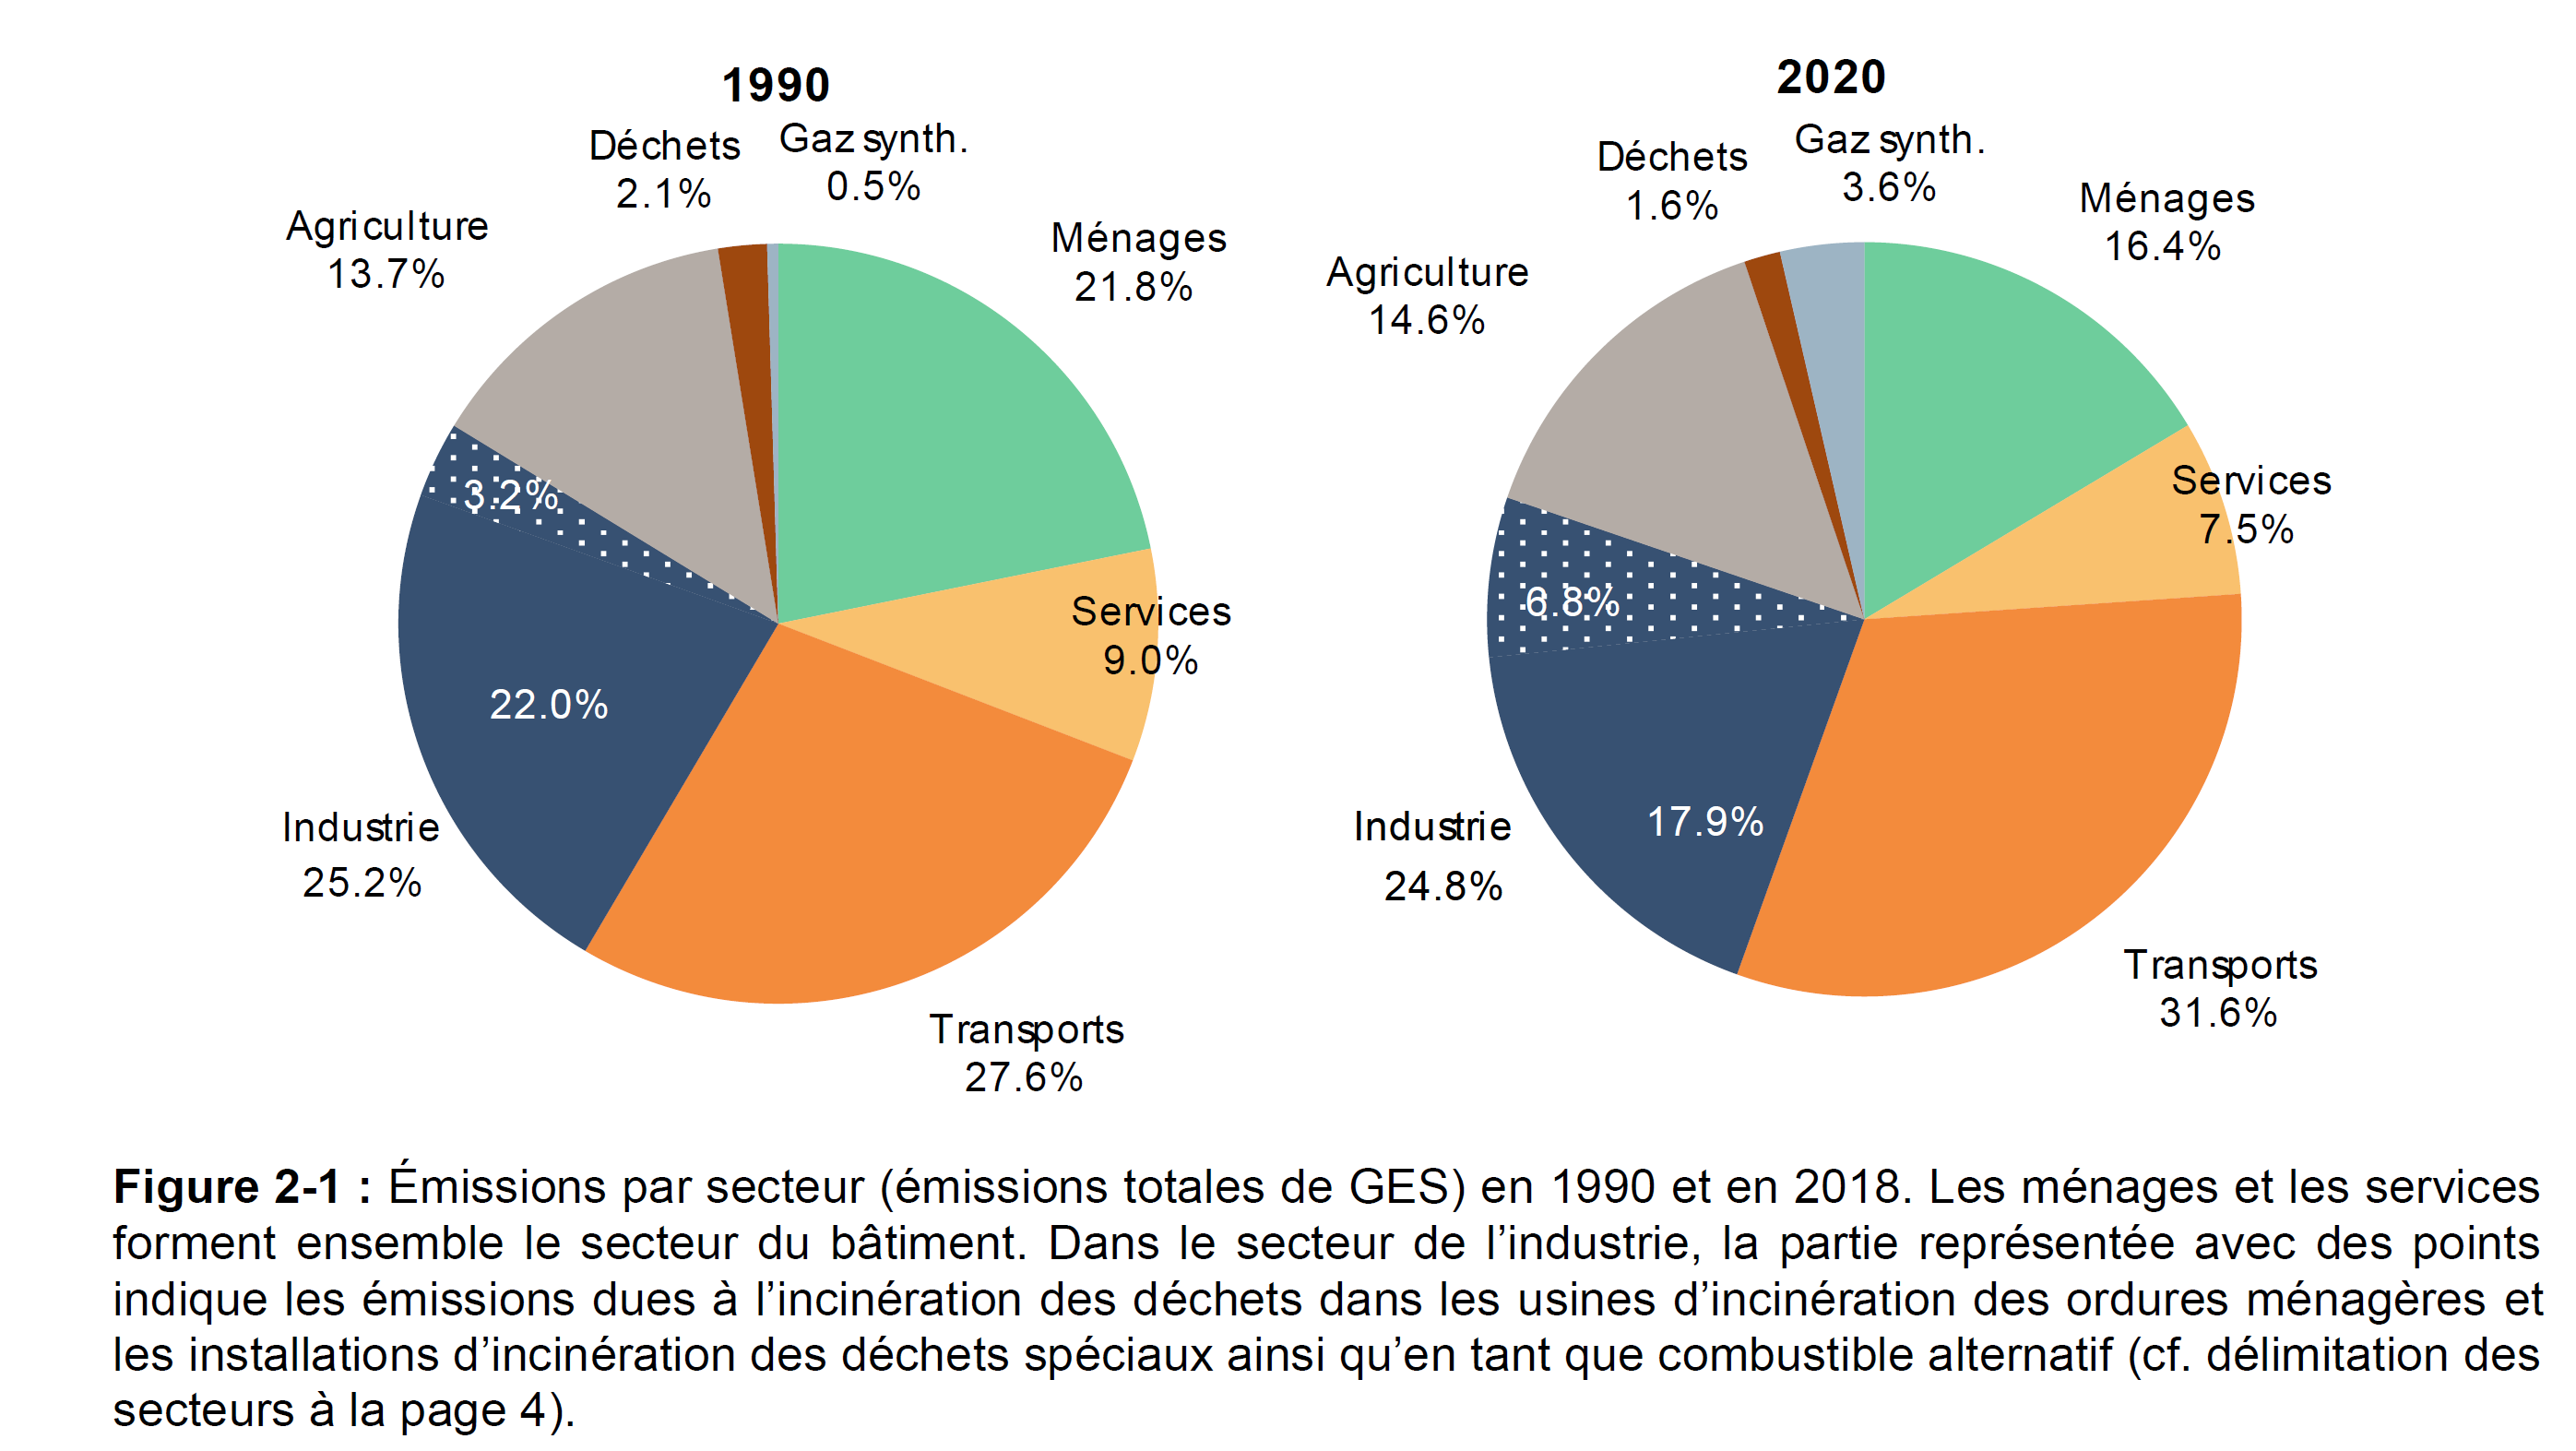 1990
Déchets
2.1%
Gaz synth.
0.5%
Agriculture
13.7%
Ménages
21.8%
3.2%
Services
9.0%
22.0%
Industrie
25.2%
Transports
27.6%
2020
Déchets
1.6%
Gaz synth.
3.6%
Ménages
16.4%
Agriculture
14.6%
Services
7.5%
6.8%
17.9%
Industrie
24.8%
Transports
31.6%
Figure 2-1 : Émissions par secteur (émissions totales de GES) en 1990 et en 2018. Les ménages et les services
forment ensemble le secteur du bâtiment. Dans le secteur de l’industrie, la partie représentée avec des points
indique les émissions dues à l’incinération des déchets dans les usines d’incinération des ordures ménagères et
les installations d’incinération des déchets spéciaux ainsi qu’en tant que combustible alternatif (cf. délimitation des
secteurs à la page 4).